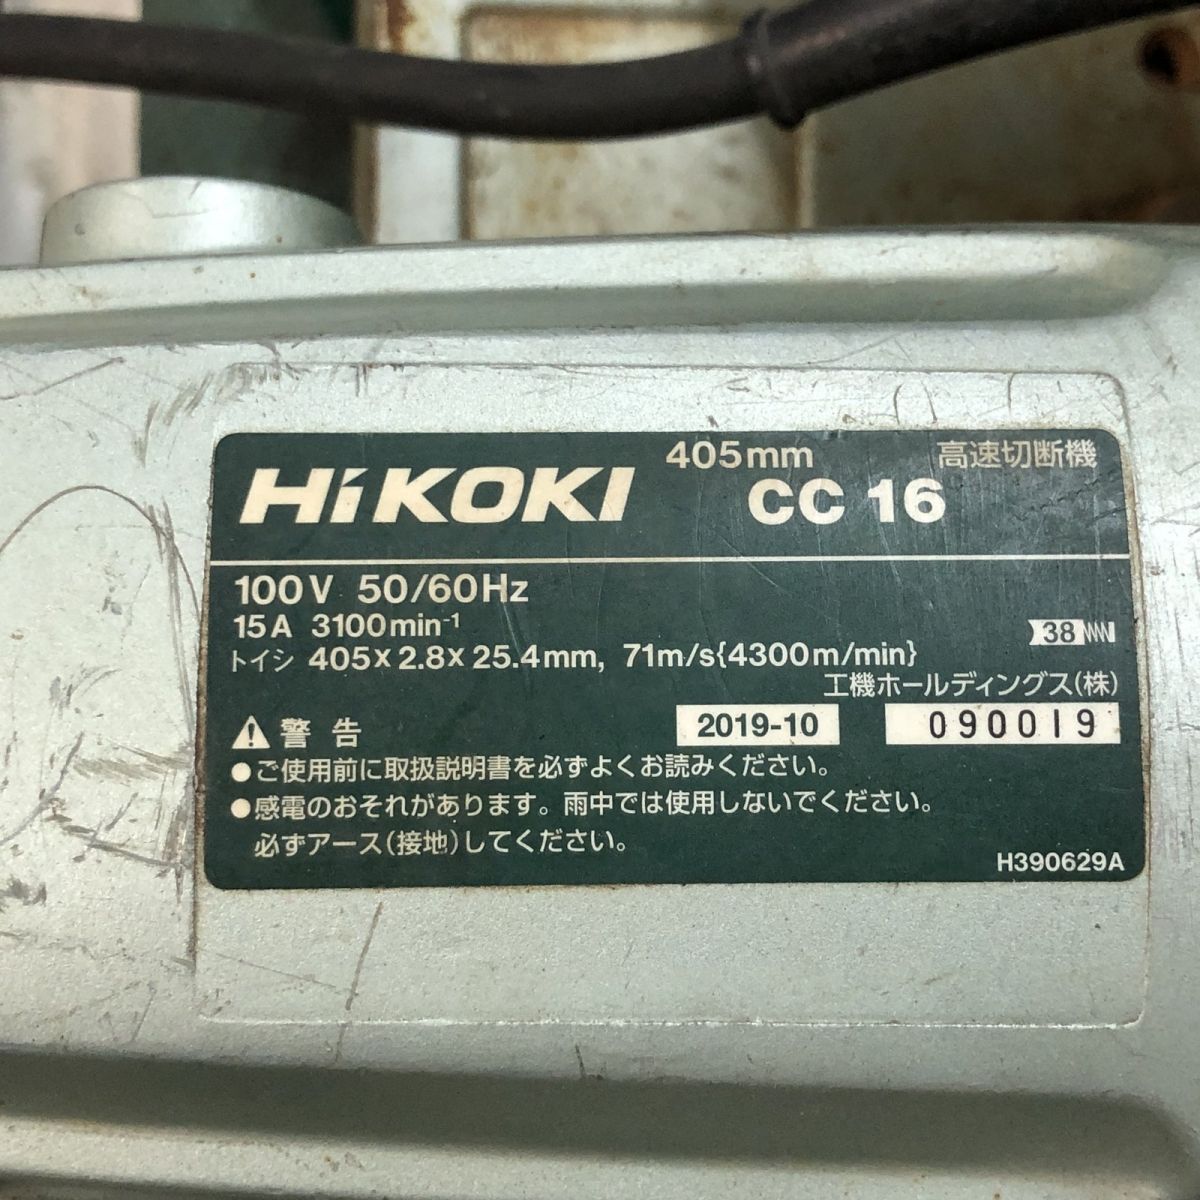 405mm 高速切断機
HiKOKI CC 16
100V 50/60Hz
15A 3100min⁻¹
38
トイシ 405×2.8×25.4mm, 71m/s{4300m/min}
工機ホールディングス(株)
⚠ 警告 2019-10 090019
●ご使用前に取扱説明書を必ずよくお読みください。
●感電のおそれがあります。雨中では使用しないでください。
必ずアース(接地)してください。
H390629A